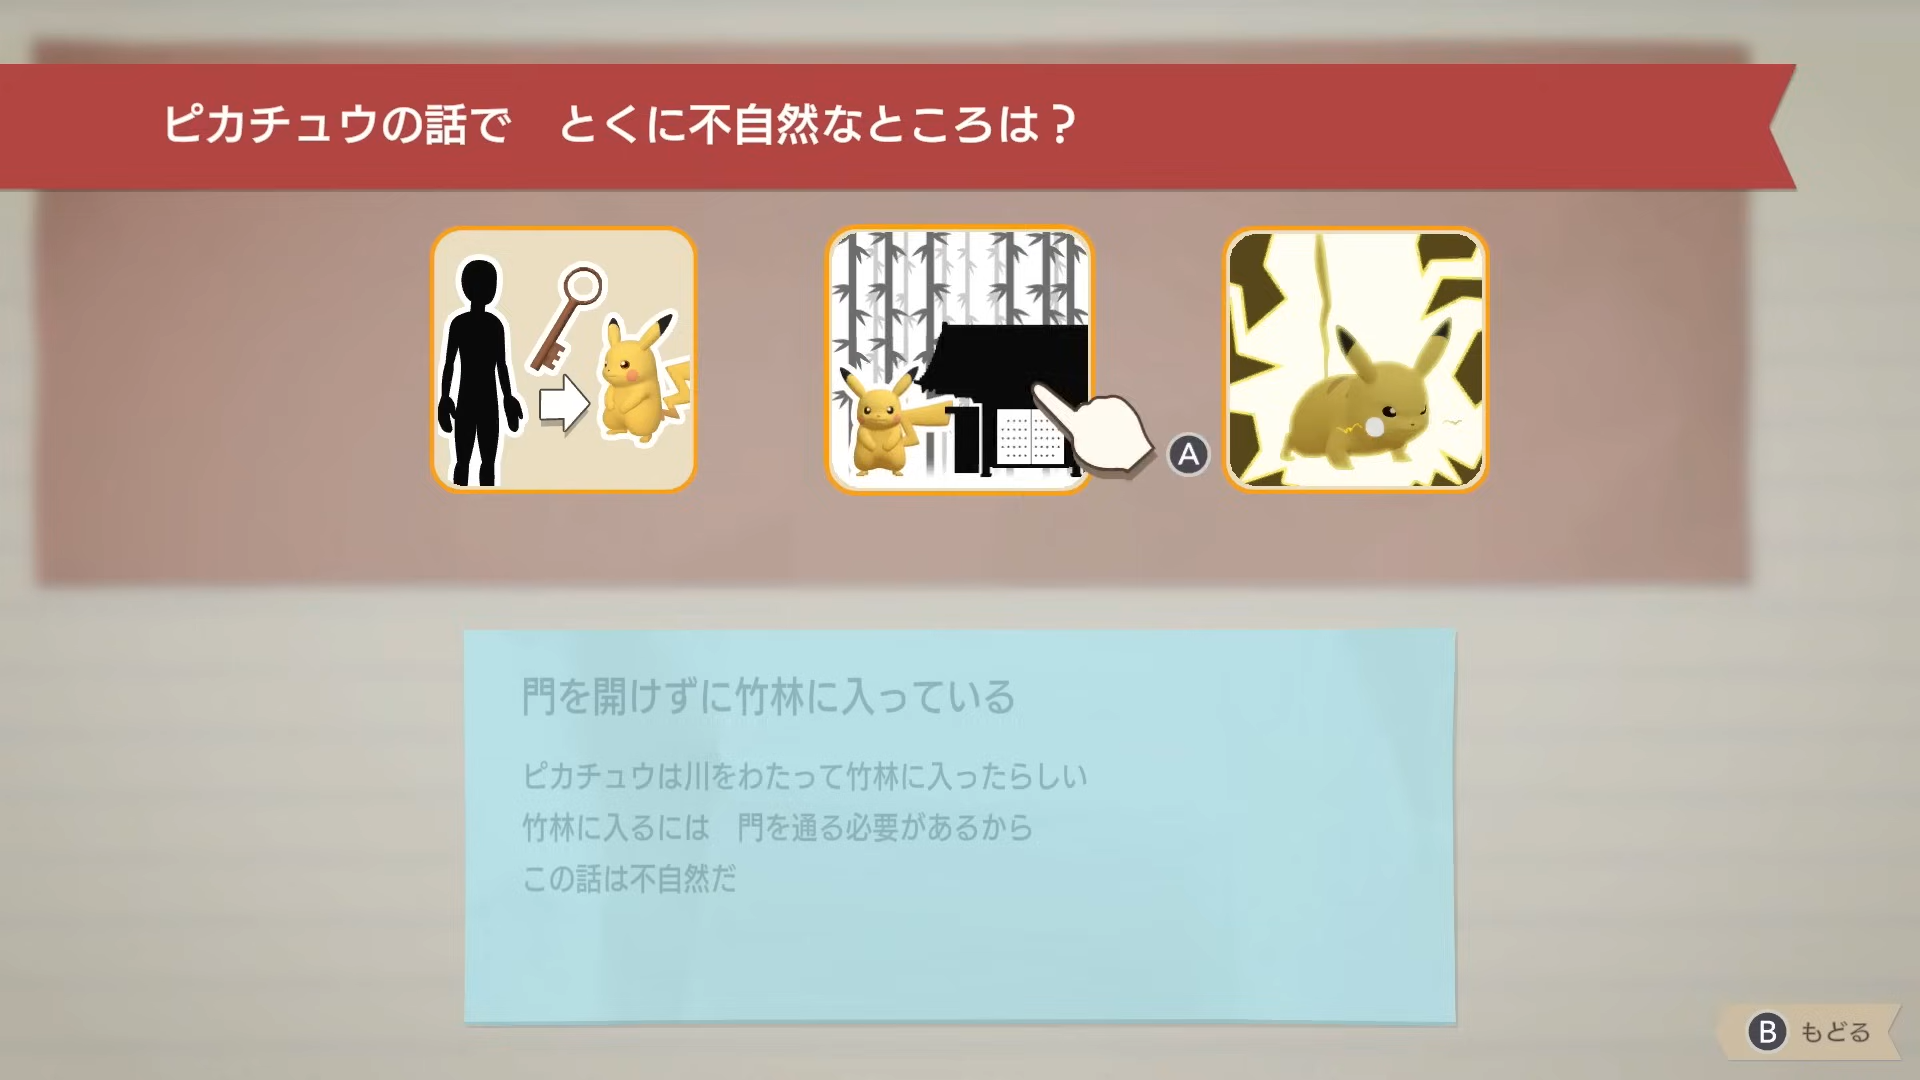 ピカチュウの話で　とくに不自然なところは？
A
門を開けずに竹林に入っている
ピカチュウは川をわたって竹林に入ったらしい
竹林に入るには　門を通る必要があるから
この話は不自然だ
B もどる